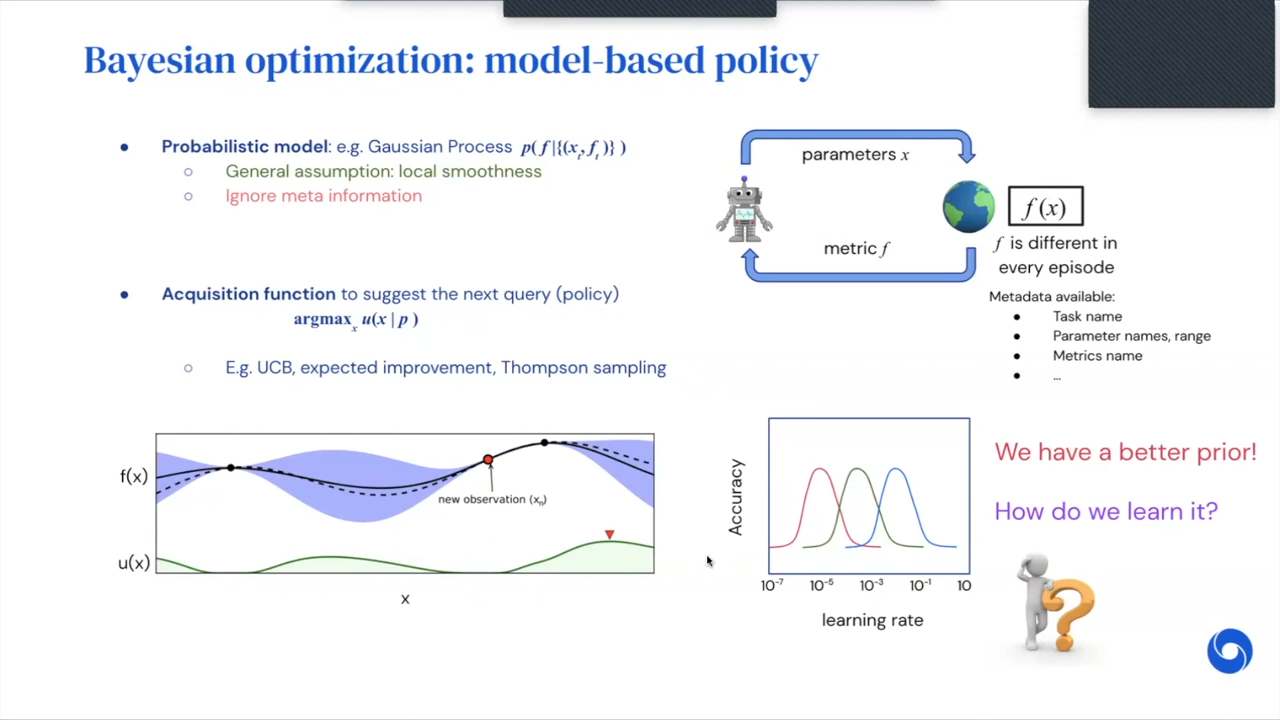 Bayesian optimization: model-based policy
● Probabilistic model: e.g. Gaussian Process p( f |{(xₜ,fₜ)} )
○ General assumption: local smoothness
○ Ignore meta information
● Acquisition function to suggest the next query (policy)
argmaxₓ u(x | p )
○ E.g. UCB, expected improvement, Thompson sampling
f(x)
new observation (xₙ)
u(x)
x
parameters x
f (x)
metric f
f is different in
every episode
Metadata available:
● Task name
● Parameter names, range
● Metrics name
● ...
Accuracy
10⁻⁷ 10⁻⁵ 10⁻³ 10⁻¹ 10
learning rate
We have a better prior!
How do we learn it?
?